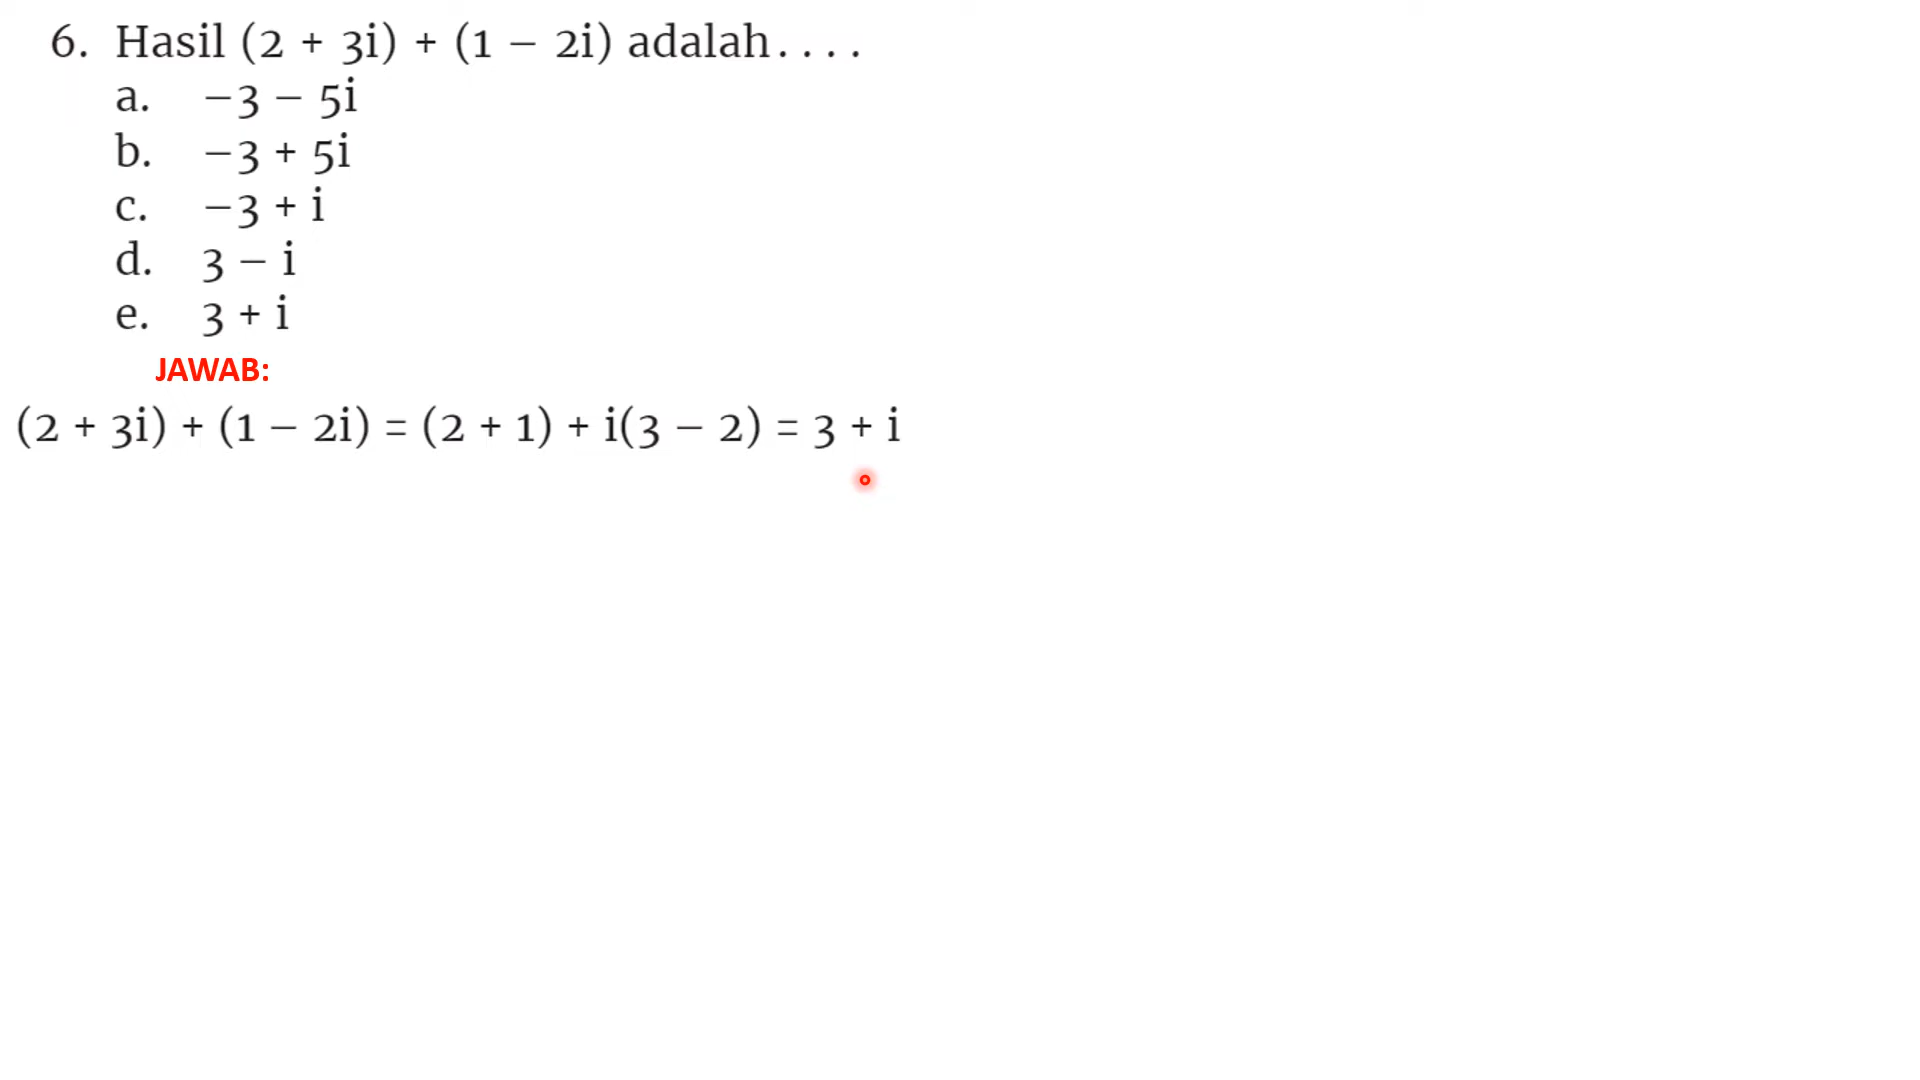 6. Hasil (2 + 3i) + (1 − 2i) adalah . . . .
a. −3 − 5i
b. −3 + 5i
c. −3 + i
d. 3 − i
e. 3 + i
JAWAB:
(2 + 3i) + (1 − 2i) = (2 + 1) + i(3 − 2) = 3 + i